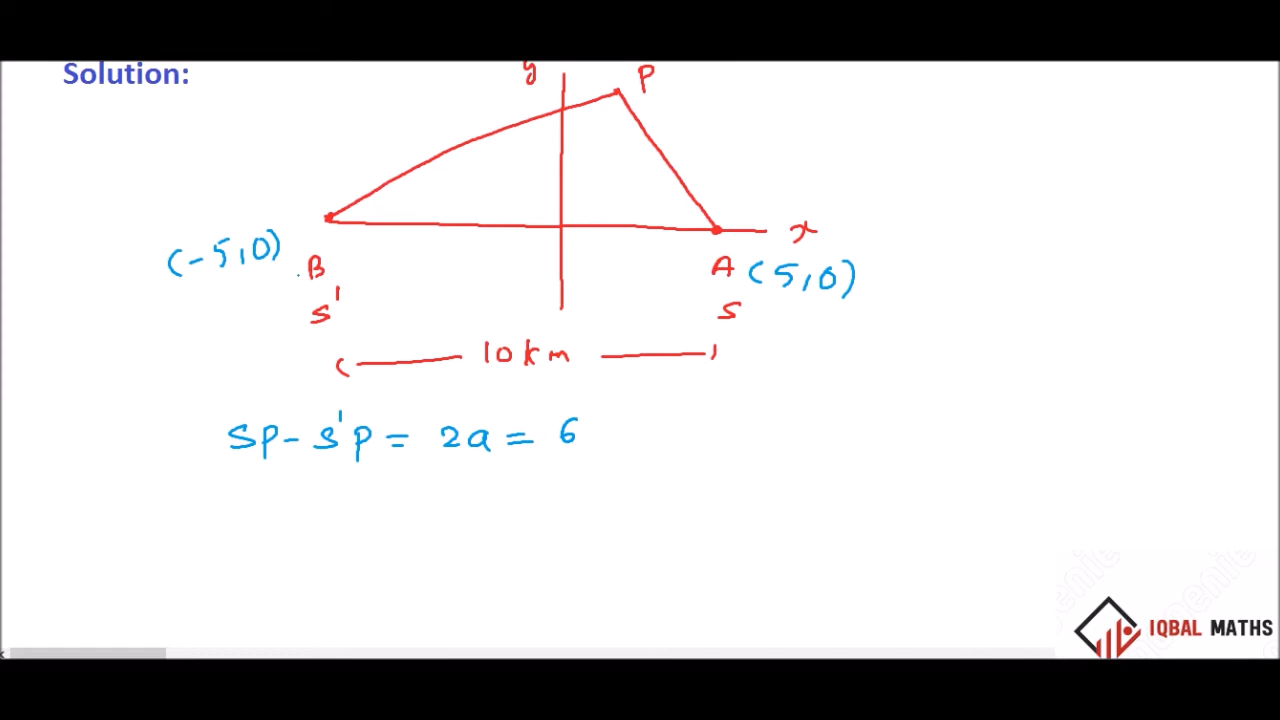 Solution:
y P
(-5,0) x
B A (5,0)
S' S
10 km
SP - S'P = 2a = 6
IQBAL MATHS